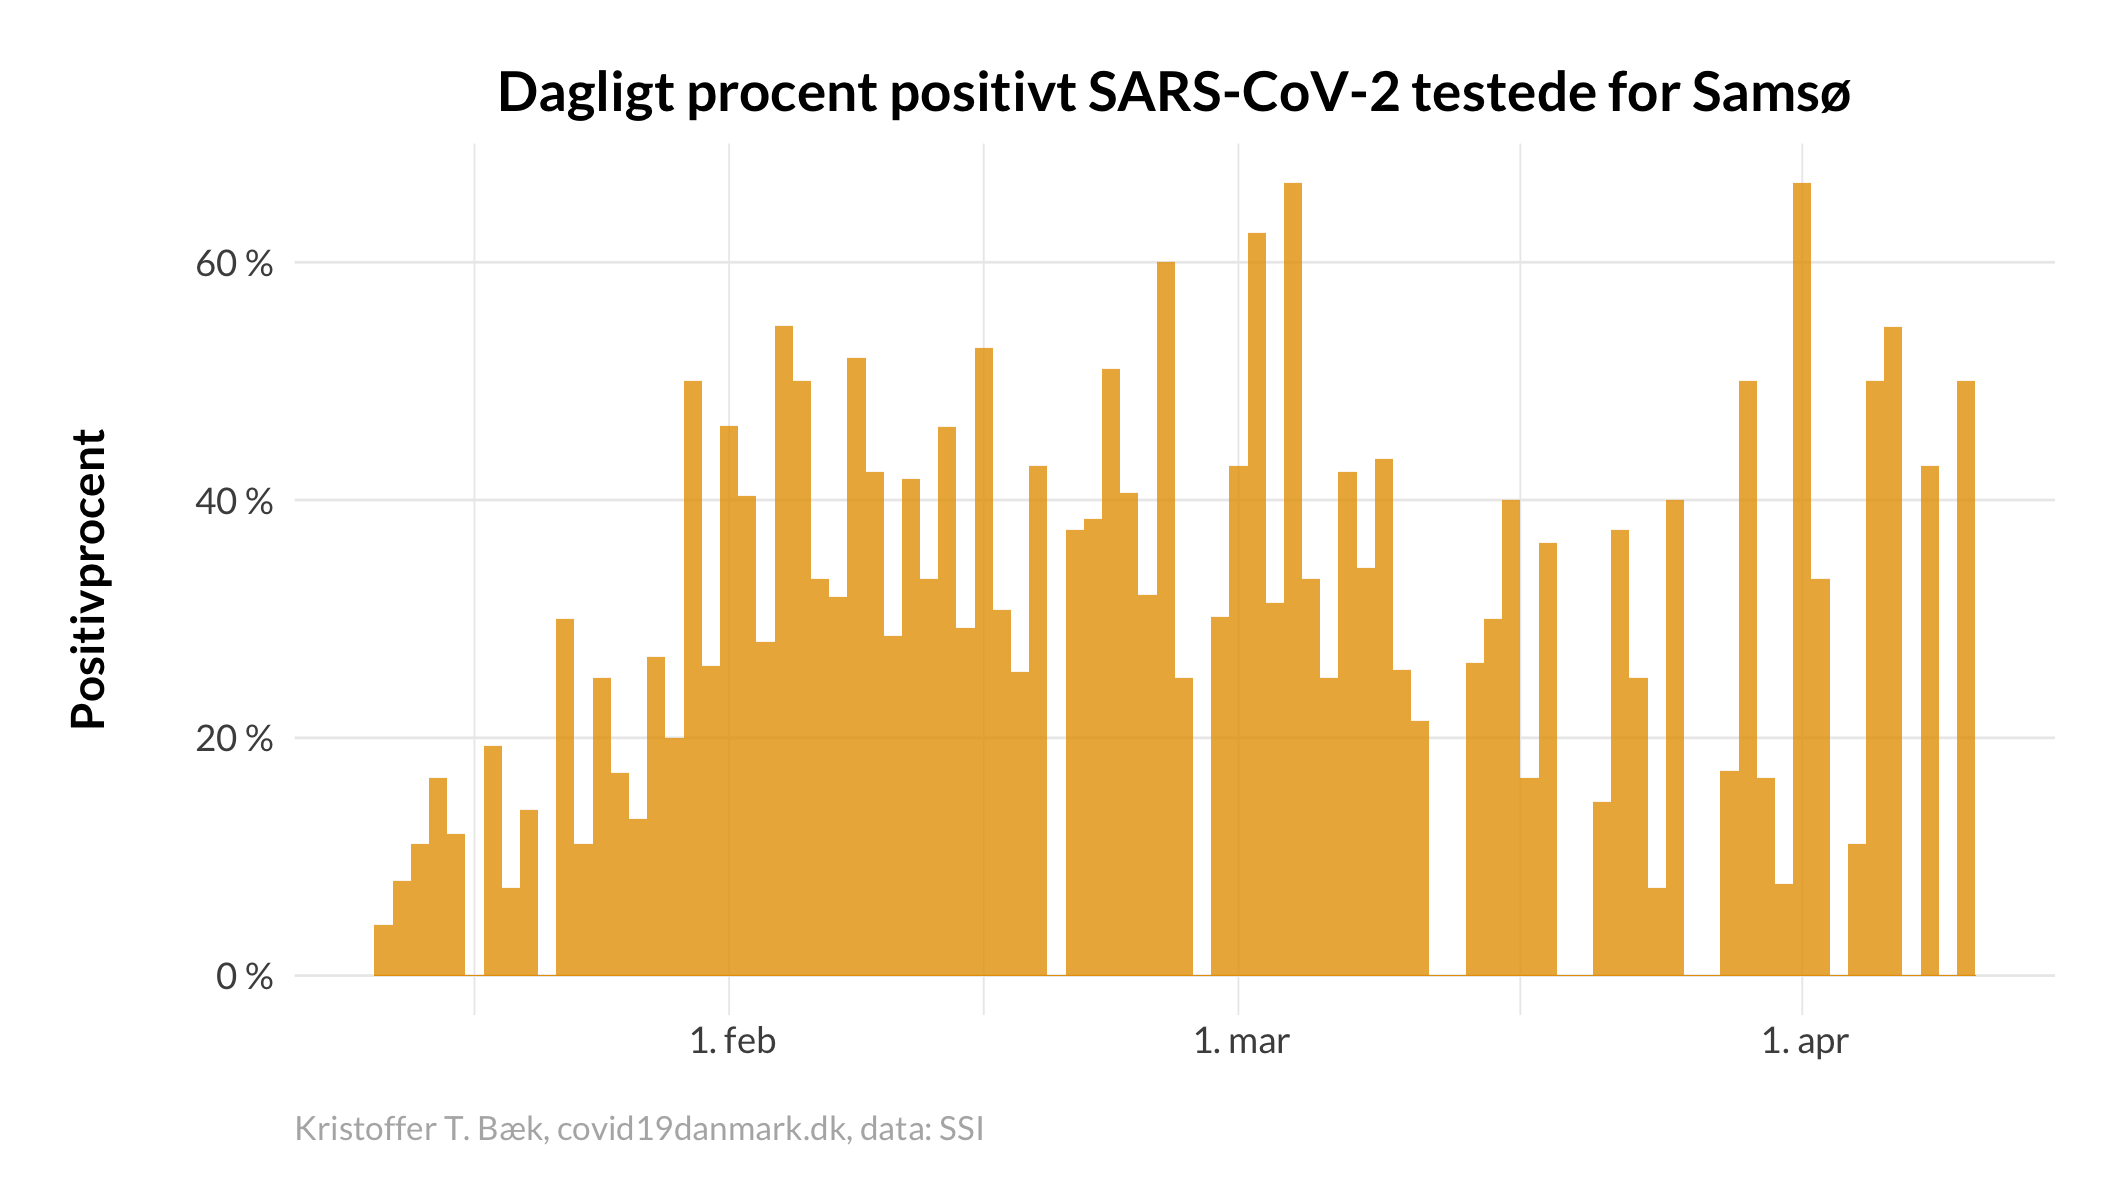 Dagligt procent positivt SARS-CoV-2 testede for Samsø
Positivprocent
60 %
40 %
20 %
0 %
1. feb
1. mar
1. apr
Kristoffer T. Bæk, covid19danmark.dk, data: SSI